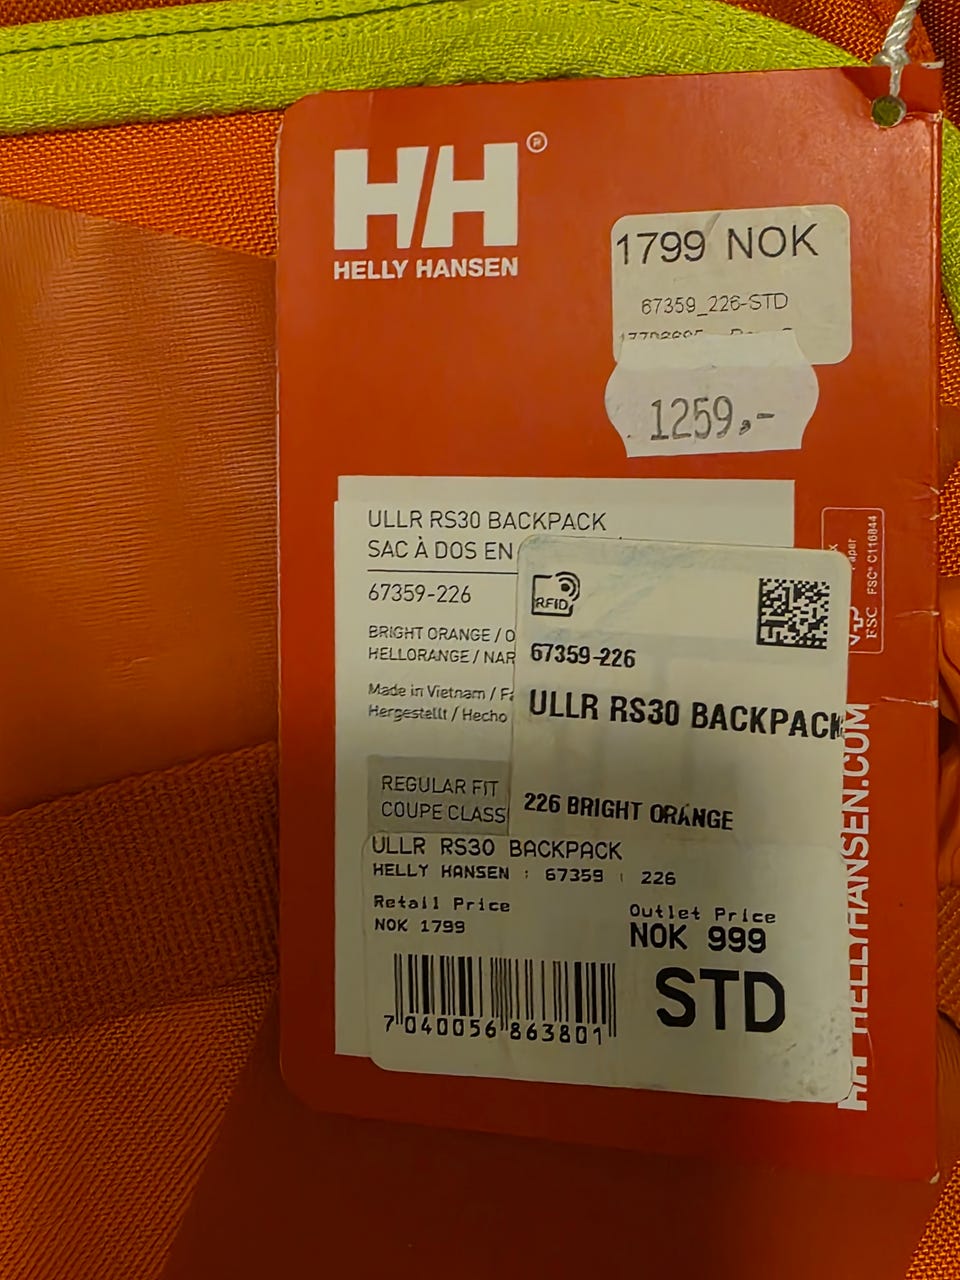 HH®
HELLY HANSEN
1799 NOK
67359_226-STD
1259,-
ULLR RS30 BACKPACK
SAC À DOS EN
67359-226
BRIGHT ORANGE / O
HELLORANGE / NAR
Made in Vietnam / Fa
Hergestellt / Hecho
REGULAR FIT
COUPE CLASS
RFID
67359-226
ULLR RS30 BACKPACK
226 BRIGHT ORANGE
ULLR RS30 BACKPACK
HELLY HANSEN : 67359 : 226
Retail Price
NOK 1799
Outlet Price
NOK 999
STD
7 040056 863801
FSC
FSC® C116844
HH HELLYHANSEN.COM